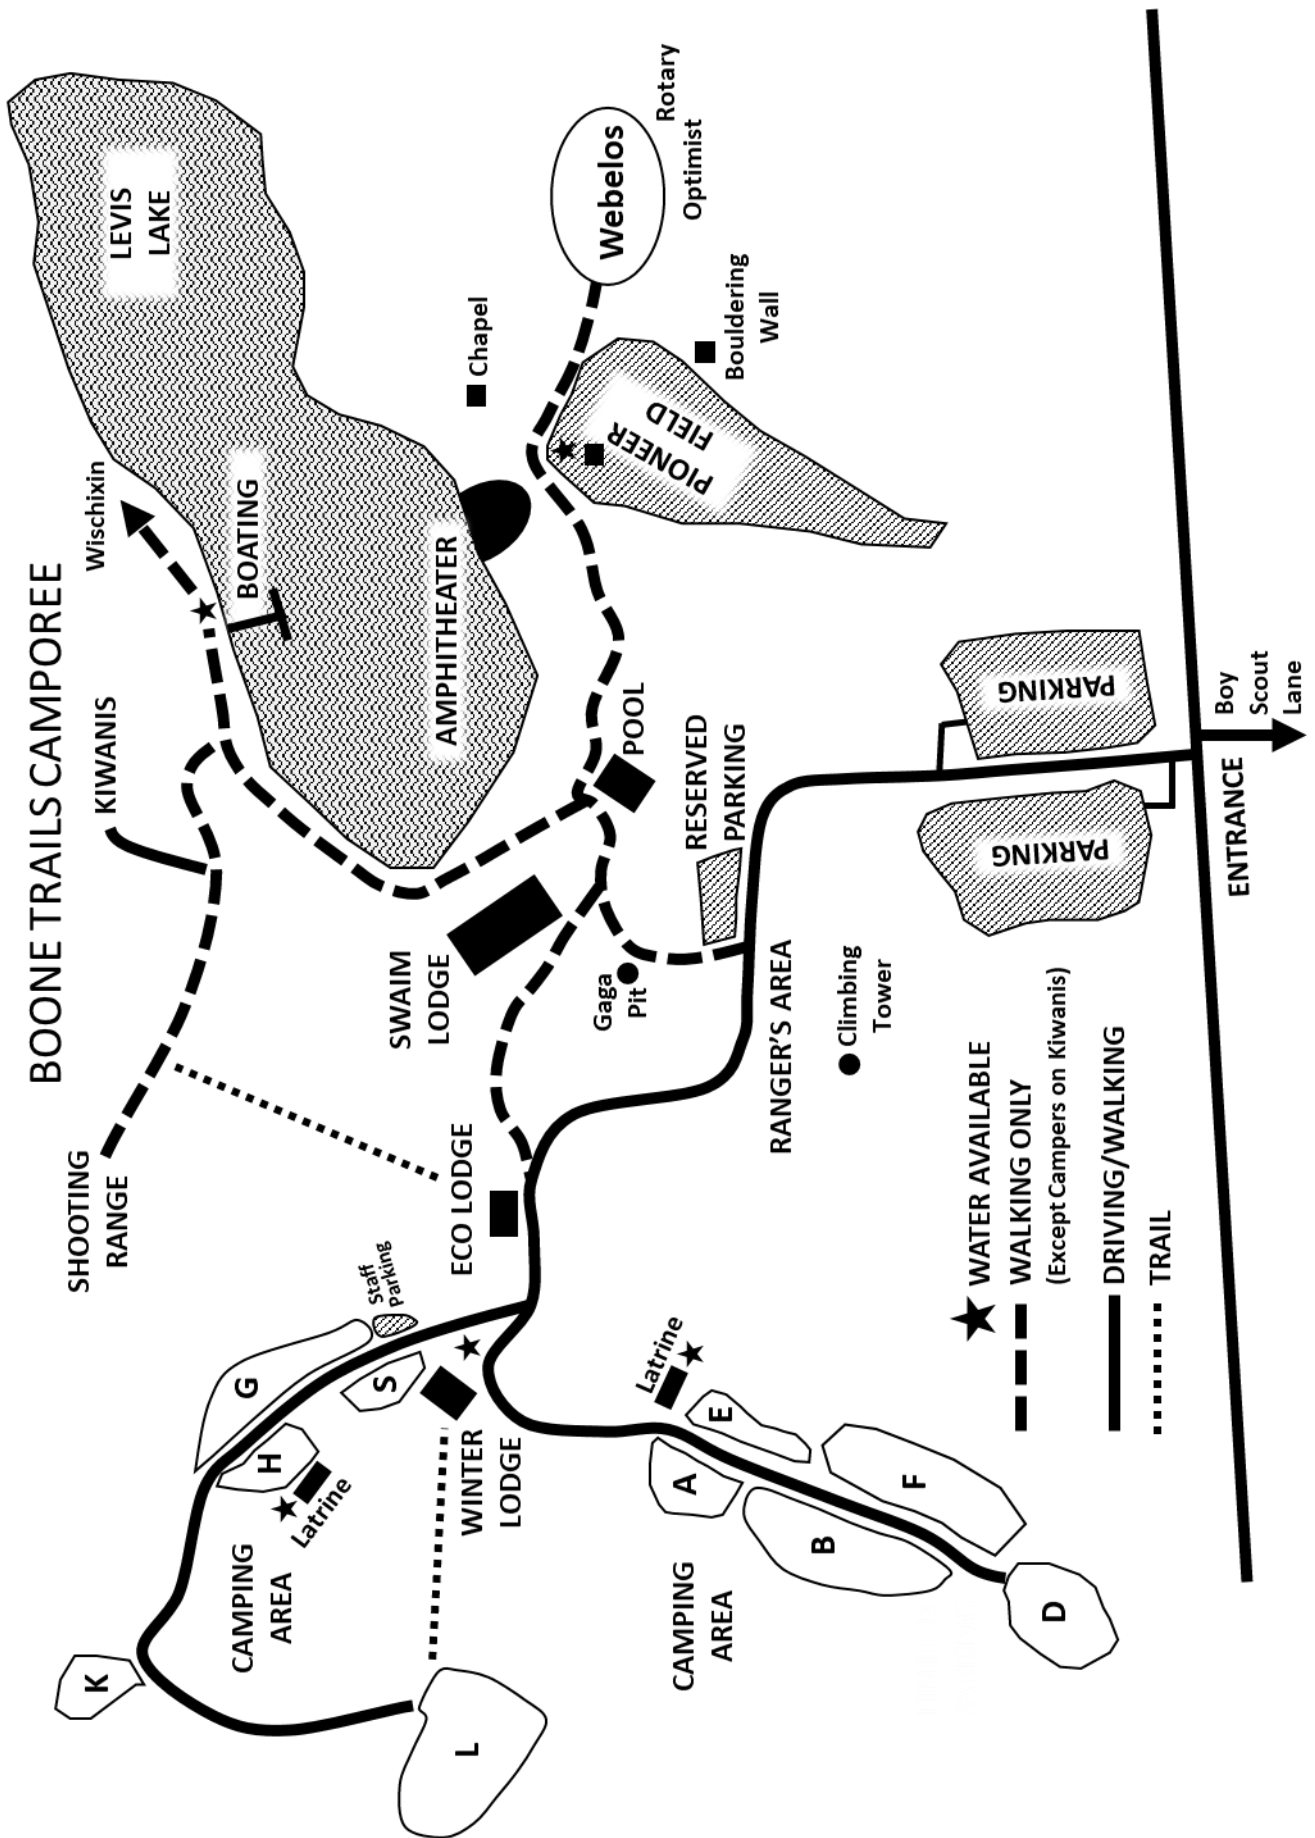 BOONE TRAILS CAMPOREE
SHOOTING
RANGE
KIWANIS
Wischixin
LEVIS
LAKE
BOATING
AMPHITHEATER
Chapel
Webelos
Rotary
Optimist
Bouldering
Wall
PIONEER
FIELD
POOL
SWAIM
LODGE
Gaga
Pit
RESERVED
PARKING
ECO LODGE
Staff
Parking
G
S
H
Latrine
CAMPING
AREA
K
L
WINTER
LODGE
Latrine
E
A
B
F
D
CAMPING
AREA
RANGER'S AREA
Climbing
Tower
PARKING
PARKING
ENTRANCE
Boy
Scout
Lane
WATER AVAILABLE
WALKING ONLY
(Except Campers on Kiwanis)
DRIVING/WALKING
TRAIL